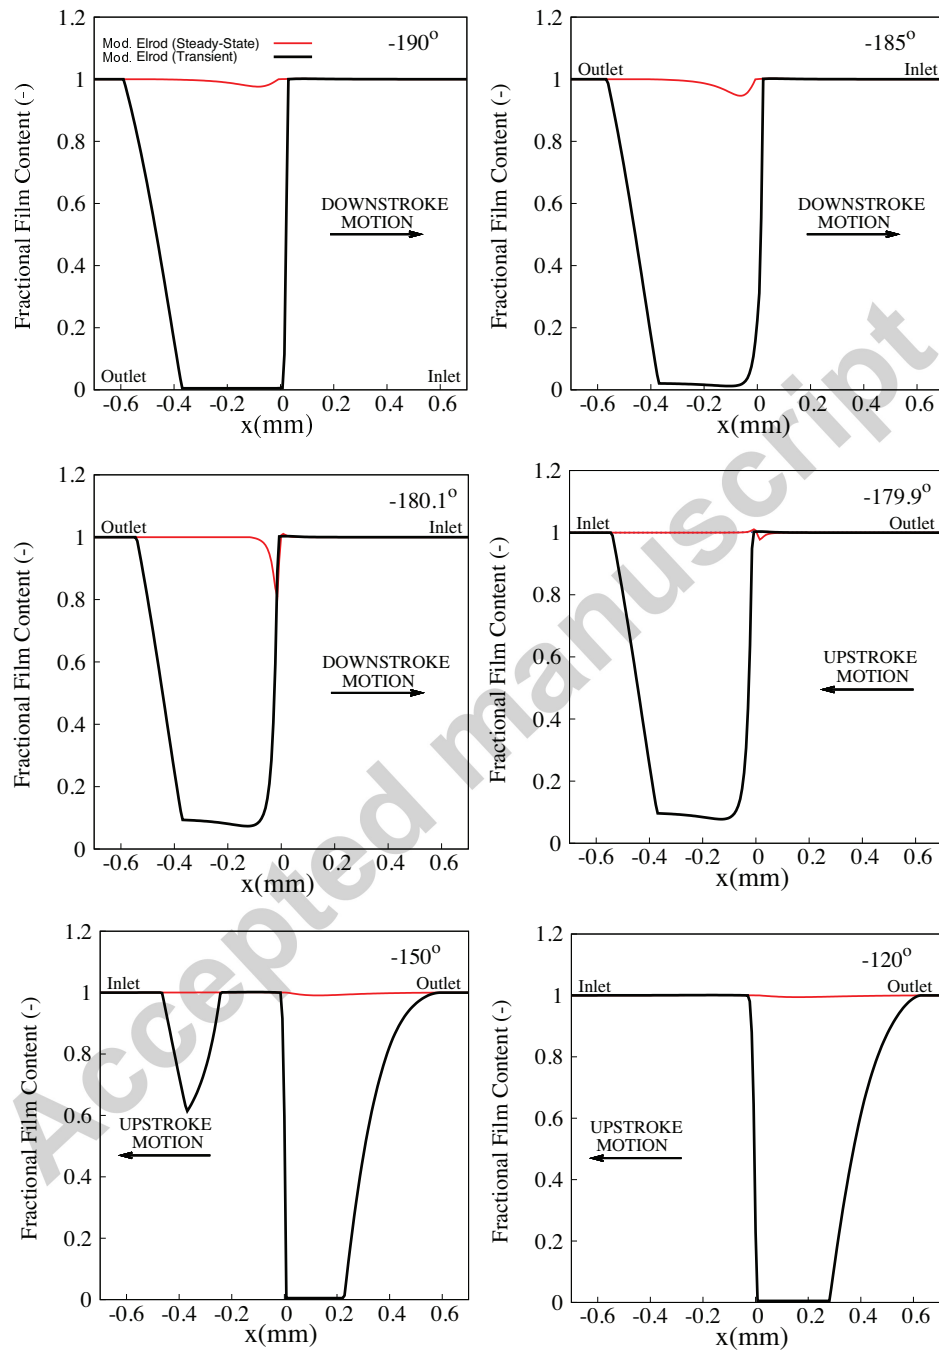 1.2
1
0.8
0.6
0.4
0.2
0
Fractional Film Content (-)
Mod. Elrod (Steady-State)
Mod. Elrod (Transient)
-190°
DOWNSTROKE
MOTION
Outlet
Inlet
-0.6 -0.4 -0.2 0 0.2 0.4 0.6
x(mm)
1.2
1
0.8
0.6
0.4
0.2
0
Fractional Film Content (-)
-185°
Outlet
Inlet
DOWNSTROKE
MOTION
-0.6 -0.4 -0.2 0 0.2 0.4 0.6
x(mm)
1.2
1
0.8
0.6
0.4
0.2
0
Fractional Film Content (-)
-180.1°
Outlet
Inlet
DOWNSTROKE
MOTION
-0.6 -0.4 -0.2 0 0.2 0.4 0.6
x(mm)
1.2
1
0.8
0.6
0.4
0.2
0
Fractional Film Content (-)
-179.9°
Inlet
Outlet
UPSTROKE
MOTION
-0.6 -0.4 -0.2 0 0.2 0.4 0.6
x(mm)
1.2
1
0.8
0.6
0.4
0.2
0
Fractional Film Content (-)
-150°
Inlet
Outlet
UPSTROKE
MOTION
-0.6 -0.4 -0.2 0 0.2 0.4 0.6
x(mm)
1.2
1
0.8
0.6
0.4
0.2
0
Fractional Film Content (-)
-120°
Inlet
Outlet
UPSTROKE
MOTION
-0.6 -0.4 -0.2 0 0.2 0.4 0.6
x(mm)
Accepted manuscript